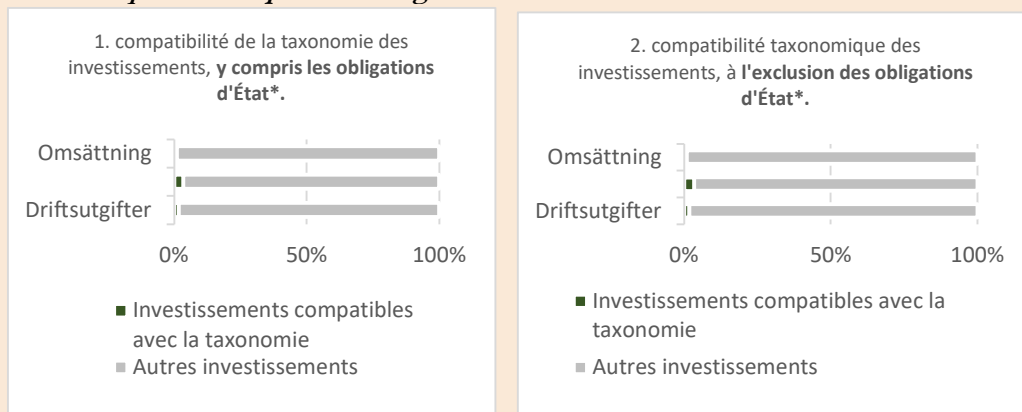 1. compatibilité de la taxonomie des
investissements, y compris les obligations
d'État*.
Omsättning
Driftsutgifter
0%
50%
100%
Investissements compatibles
avec la taxonomie
Autres investissements
2. compatibilité taxonomique des
investissements, à l'exclusion des obligations
d'État*.
Omsättning
Driftsutgifter
0%
50%
100%
Investissements compatibles avec la
taxonomie
Autres investissements